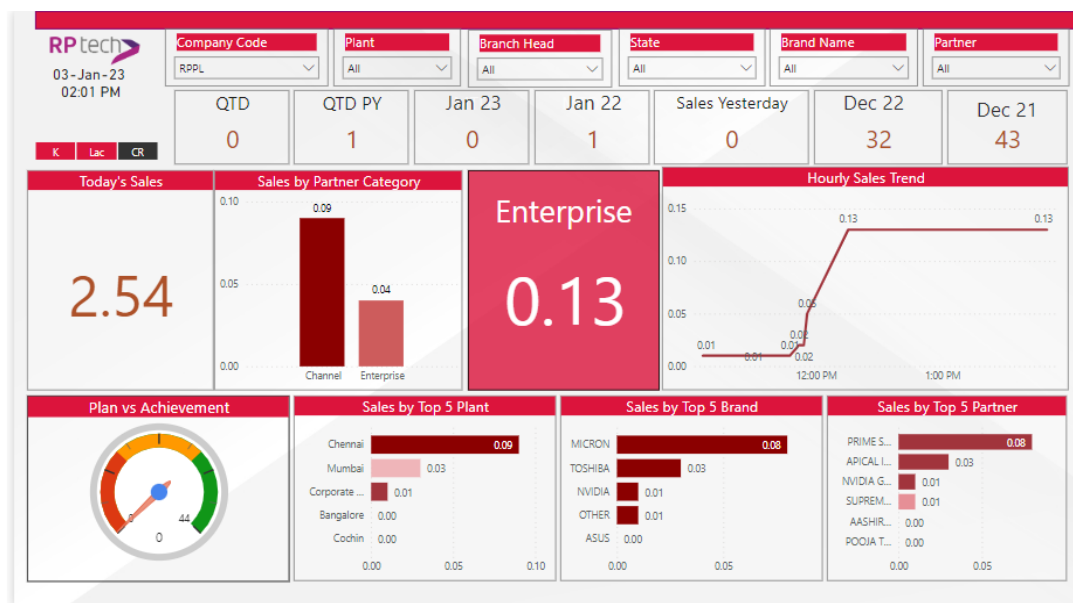 RPtech
03-Jan-23
02:01 PM
K Lac CR
Company Code
RPPL
Plant
All
Branch Head
All
State
All
Brand Name
All
Partner
All
QTD
0
QTD PY
1
Jan 23
0
Jan 22
1
Sales Yesterday
0
Dec 22
32
Dec 21
43
Today's Sales
2.54
Sales by Partner Category
0.10
0.05
0.00
0.09
0.04
Channel Enterprise
Enterprise
0.13
Hourly Sales Trend
0.15
0.10
0.05
0.00
0.01
0.01
0.01
0.02
0.02
0.13
0.13
12:00 PM 1:00 PM
Plan vs Achievement
0 44
0
Sales by Top 5 Plant
Chennai 0.09
Mumbai 0.03
Corporate ... 0.01
Bangalore 0.00
Cochin 0.00
0.00 0.05 0.10
Sales by Top 5 Brand
MICRON 0.08
TOSHIBA 0.03
NVIDIA 0.01
OTHER 0.01
ASUS 0.00
0.00 0.05
Sales by Top 5 Partner
PRIME S... 0.08
APICAL I... 0.03
NVIDIA G... 0.01
SUPREM... 0.01
AASHIR... 0.00
POOJA T... 0.00
0.00 0.05